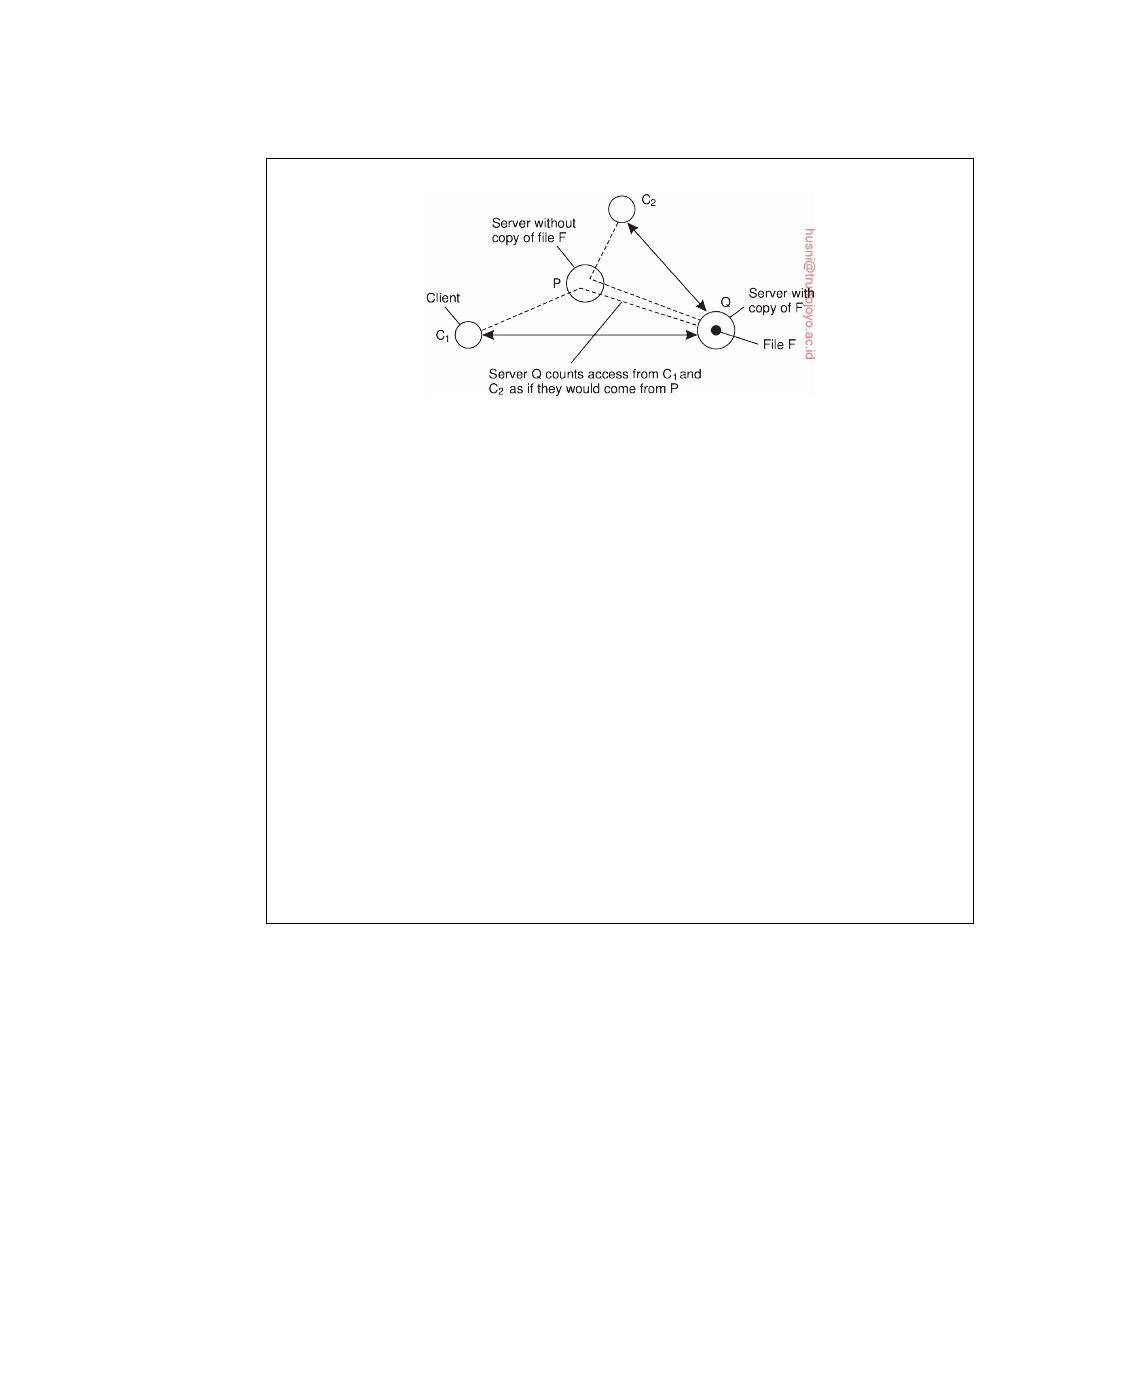 C2
Server without
copy of file F
P
Client
C1
Q
Server with
copy of F
File F
Server Q counts access from C1 and
C2 as if they would come from P